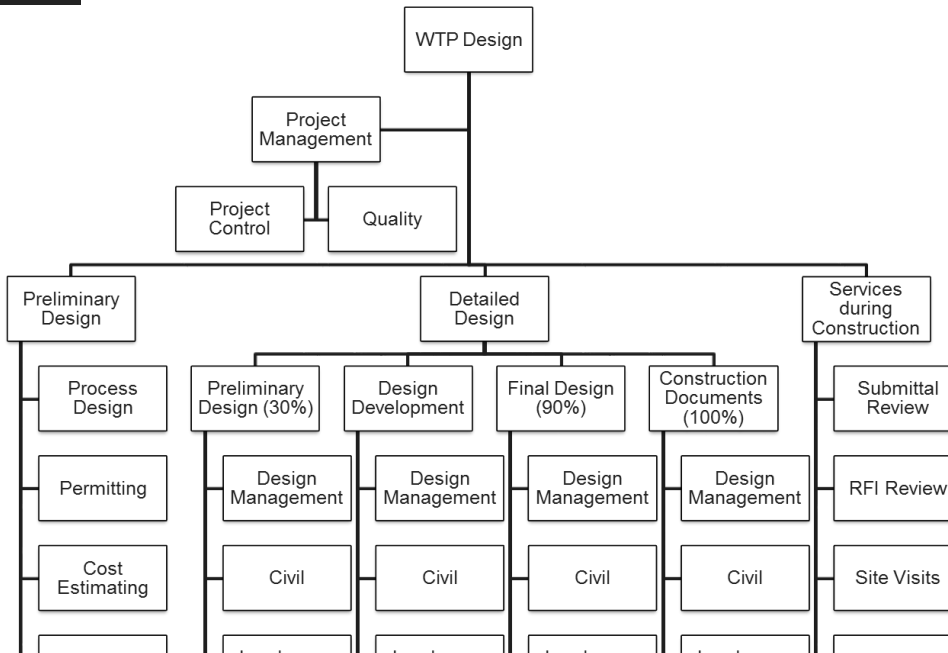 WTP Design
Project
Management
Project
Control
Quality
Preliminary
Design
Detailed
Design
Services
during
Construction
Process
Design
Preliminary
Design (30%)
Design
Development
Final Design
(90%)
Construction
Documents
(100%)
Submittal
Review
Permitting
Design
Management
Design
Management
Design
Management
Design
Management
RFI Review
Cost
Estimating
Civil
Civil
Civil
Civil
Site Visits